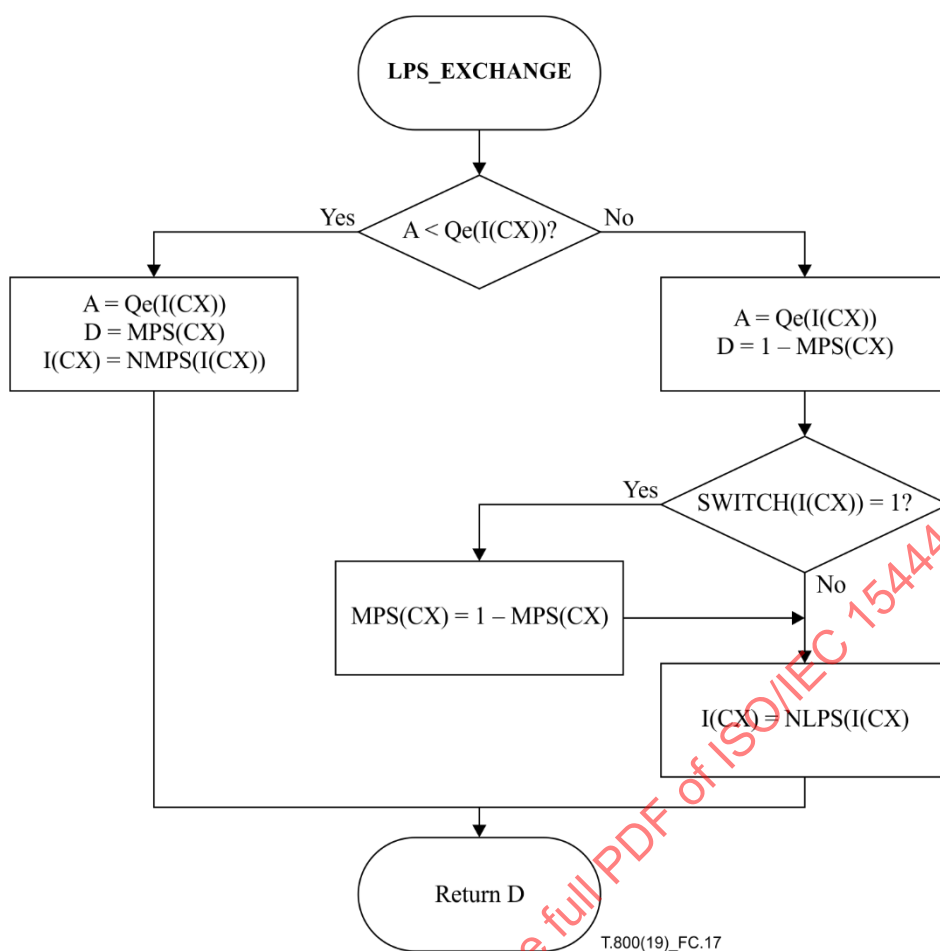 LPS_EXCHANGE
A < Qe(I(CX))?
Yes
No
A = Qe(I(CX))
D = MPS(CX)
I(CX) = NMPS(I(CX))
A = Qe(I(CX))
D = 1 – MPS(CX)
SWITCH(I(CX)) = 1?
Yes
No
MPS(CX) = 1 – MPS(CX)
I(CX) = NLPS(I(CX)
Return D
T.800(19)_FC.17
e full PDF of ISO/IEC 15444